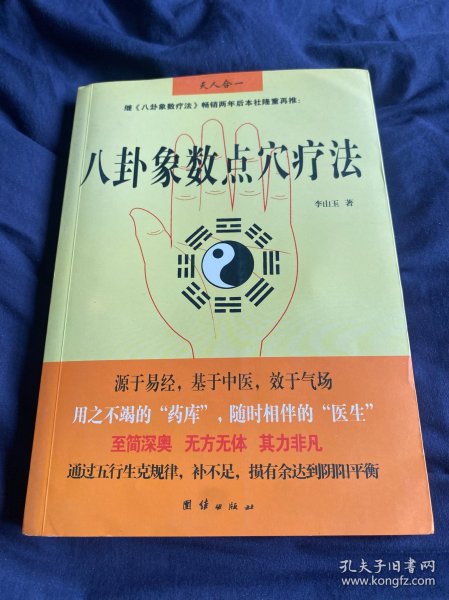 天人合一
继《八卦象数疗法》畅销两年后本社隆重再推:
八卦象数点穴疗法
李山玉 著
源于易经，基于中医，效于气场
用之不竭的“药库”，随时相伴的“医生”
至简深奥 无方无体 其力非凡
通过五行生克规律，补不足，损有余达到阴阳平衡
团结出版社
孔夫子旧书网
www.kongfz.com